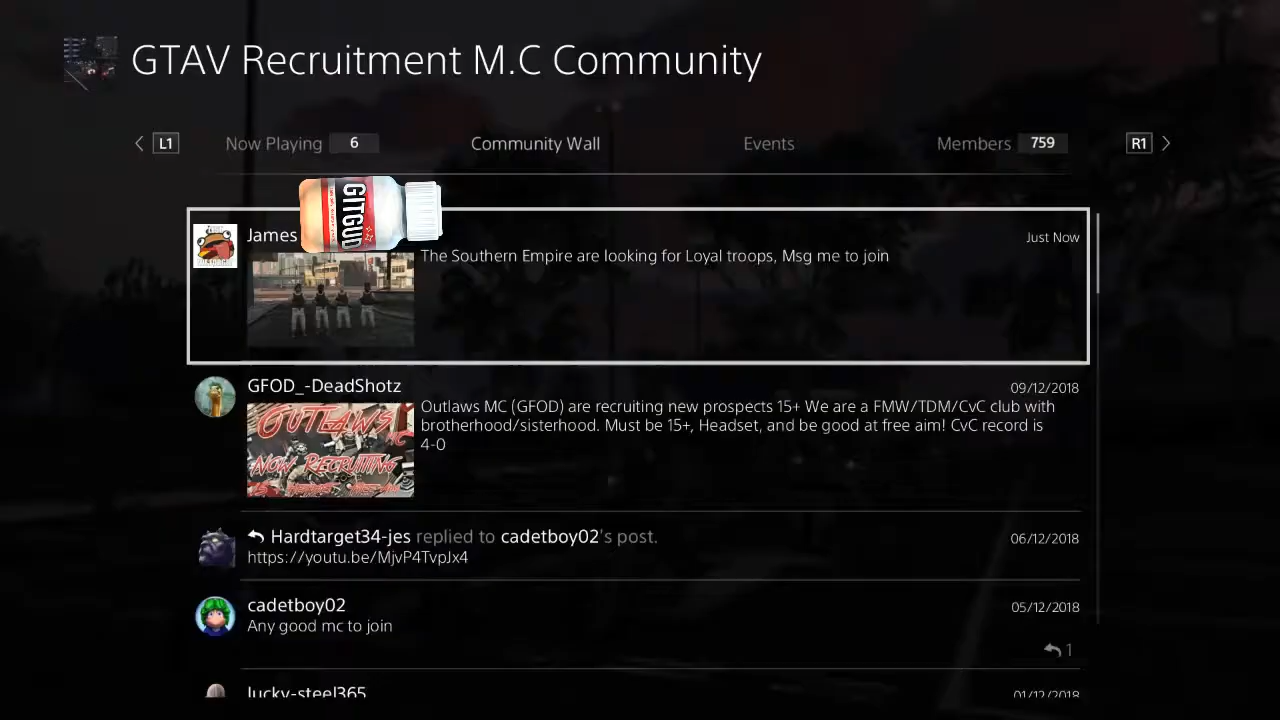 GTAV Recruitment M.C Community
L1
Now Playing 6
Community Wall
Events
Members 759
R1
GITGUD
James
Just Now
The Southern Empire are looking for Loyal troops, Msg me to join
GFOD_-DeadShotz
09/12/2018
OUTLAWS MC
NOW RECRUITING
Outlaws MC (GFOD) are recruiting new prospects 15+ We are a FMW/TDM/CvC club with
brotherhood/sisterhood. Must be 15+, Headset, and be good at free aim! CvC record is
4-0
Hardtarget34-jes replied to cadetboy02's post.
06/12/2018
https://youtu.be/MjvP4TvpJx4
cadetboy02
05/12/2018
Any good mc to join
1
lucky-steel365
01/12/2018